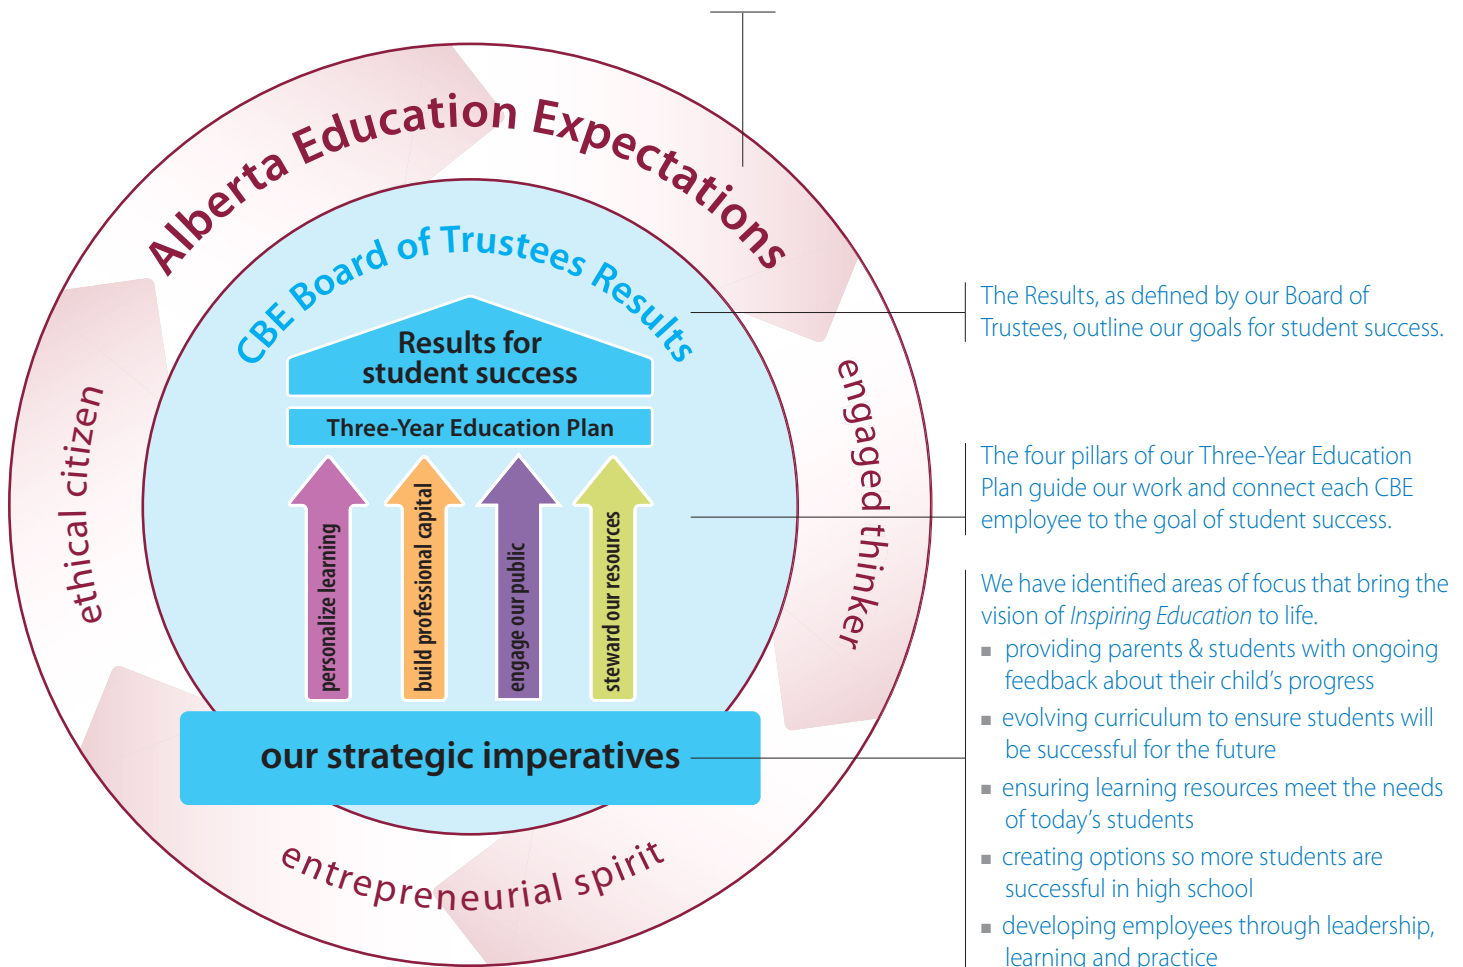 Alberta Education Expectations
CBE Board of Trustees Results
Results for
student success
Three-Year Education Plan
personalize learning
build professional capital
engage our public
steward our resources
our strategic imperatives
ethical citizen
engaged thinker
entrepreneurial spirit
The Results, as defined by our Board of
Trustees, outline our goals for student success.
The four pillars of our Three-Year Education
Plan guide our work and connect each CBE
employee to the goal of student success.
We have identified areas of focus that bring the
vision of Inspiring Education to life.
■ providing parents & students with ongoing
feedback about their child’s progress
■ evolving curriculum to ensure students will
be successful for the future
■ ensuring learning resources meet the needs
of today’s students
■ creating options so more students are
successful in high school
■ developing employees through leadership,
learning and practice